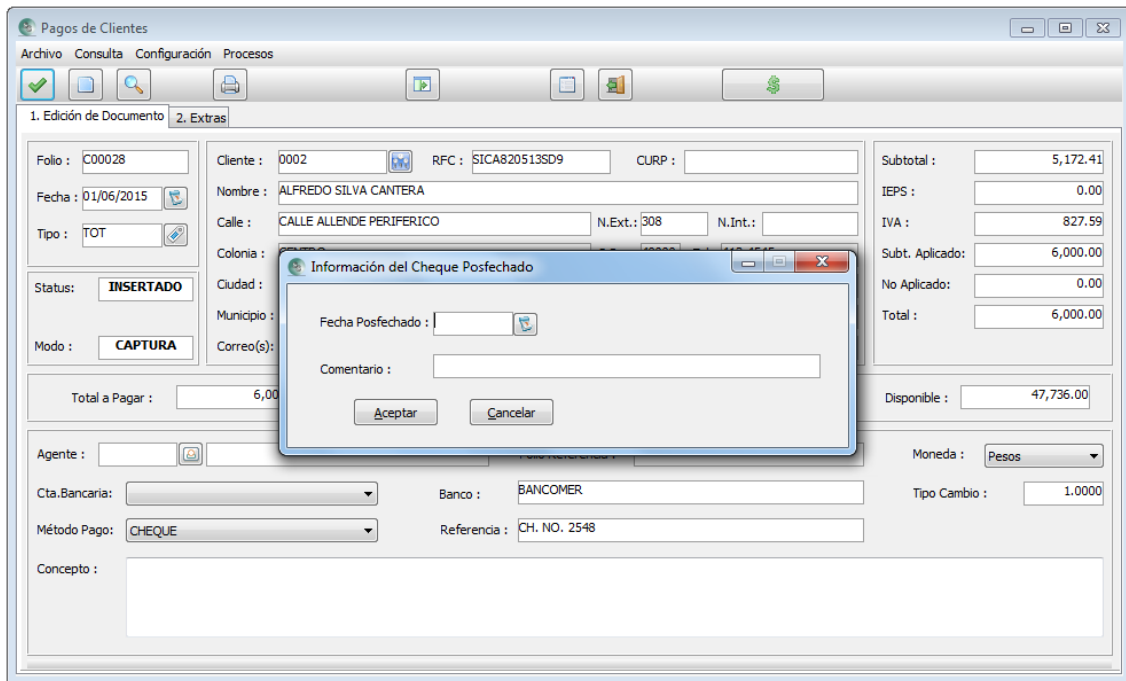 Pagos de Clientes
Archivo Consulta Configuración Procesos
1. Edición de Documento 2. Extras
Folio : C00028 Cliente : 0002 RFC : SICA820513SD9 CURP : Subtotal : 5,172.41
Fecha : 01/06/2015 Nombre : ALFREDO SILVA CANTERA IEPS : 0.00
Tipo : TOT Calle : CALLE ALLENDE PERIFERICO N.Ext.: 308 N.Int.: IVA : 827.59
Colonia : Subt. Aplicado: 6,000.00
Status: INSERTADO Ciudad : No Aplicado: 0.00
Municipio : Total : 6,000.00
Modo : CAPTURA Correo(s):
Información del Cheque Posfechado
Fecha Posfechado :
Comentario :
Aceptar Cancelar
Total a Pagar : 6,00 Disponible : 47,736.00
Agente : Moneda : Pesos
Cta.Bancaria: Banco : BANCOMER Tipo Cambio : 1.0000
Método Pago: CHEQUE Referencia : CH. NO. 2548
Concepto :